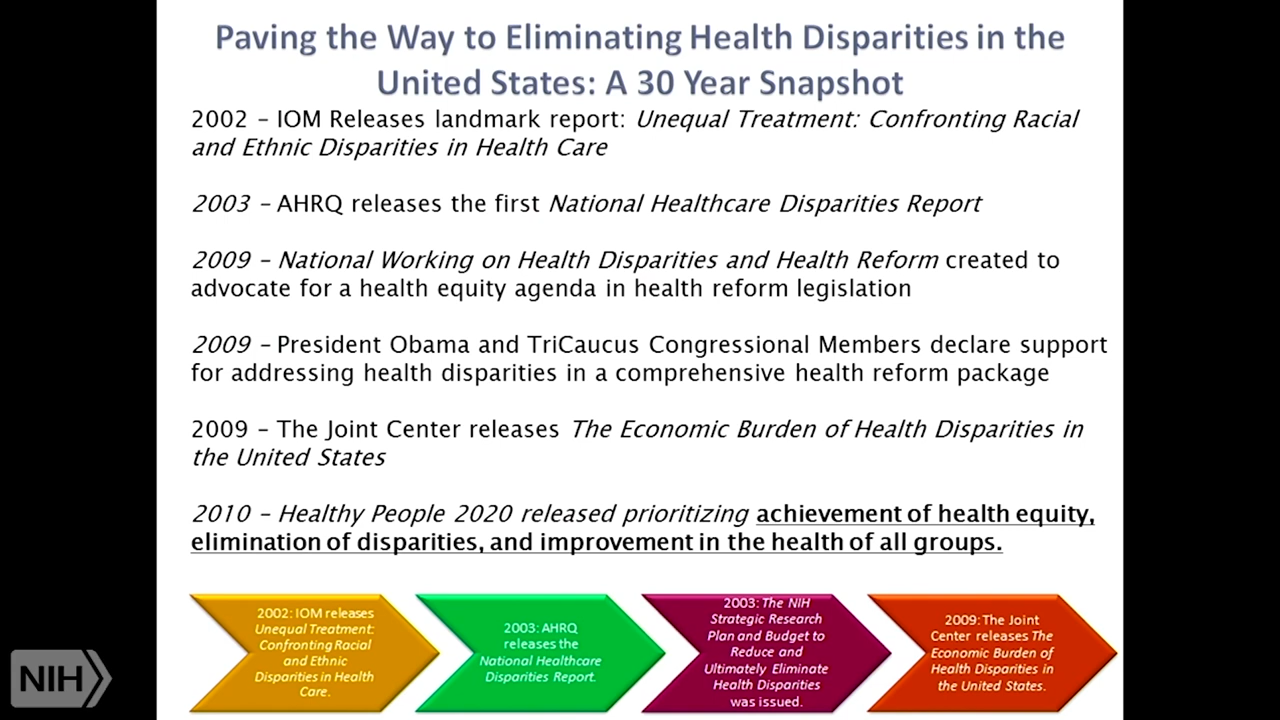 Paving the Way to Eliminating Health Disparities in the
United States: A 30 Year Snapshot
2002 – IOM Releases landmark report: Unequal Treatment: Confronting Racial
and Ethnic Disparities in Health Care
2003 – AHRQ releases the first National Healthcare Disparities Report
2009 – National Working on Health Disparities and Health Reform created to
advocate for a health equity agenda in health reform legislation
2009 – President Obama and TriCaucus Congressional Members declare support
for addressing health disparities in a comprehensive health reform package
2009 – The Joint Center releases The Economic Burden of Health Disparities in
the United States
2010 – Healthy People 2020 released prioritizing achievement of health equity,
elimination of disparities, and improvement in the health of all groups.
2002: IOM releases
Unequal Treatment:
Confronting Racial
and Ethnic
Disparities in Health
Care.
2003: AHRQ
releases the
National Healthcare
Disparities Report.
2003: The NIH
Strategic Research
Plan and Budget to
Reduce and
Ultimately Eliminate
Health Disparities
was issued.
2009: The Joint
Center releases The
Economic Burden of
Health Disparities in
the United States.
NIH